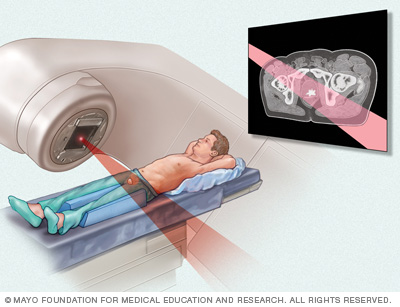 © MAYO FOUNDATION FOR MEDICAL EDUCATION AND RESEARCH. ALL RIGHTS RESERVED.